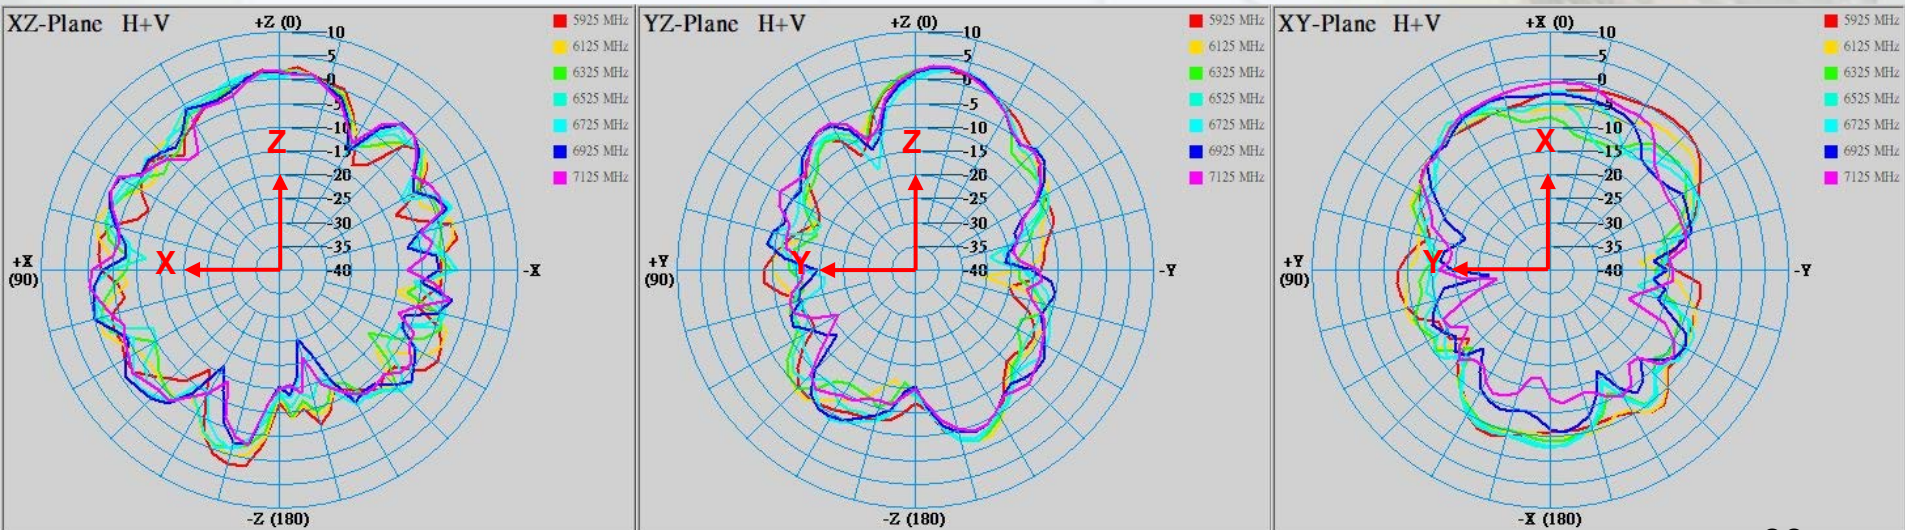 XZ-Plane H+V
+Z (0)
5925 MHz
6125 MHz
6325 MHz
6525 MHz
6725 MHz
6925 MHz
7125 MHz
10
5
0
-5
-10
-15
-20
-25
-30
-35
-40
Z
X
+X
(90)
-X
-Z (180)
YZ-Plane H+V
+Z (0)
5925 MHz
6125 MHz
6325 MHz
6525 MHz
6725 MHz
6925 MHz
7125 MHz
10
5
0
-5
-10
-15
-20
-25
-30
-35
-40
Z
Y
+Y
(90)
-Y
-Z (180)
XY-Plane H+V
+X (0)
5925 MHz
6125 MHz
6325 MHz
6525 MHz
6725 MHz
6925 MHz
7125 MHz
10
5
0
-5
-10
-15
-20
-25
-30
-35
-40
X
Y
+Y
(90)
-Y
-X (180)